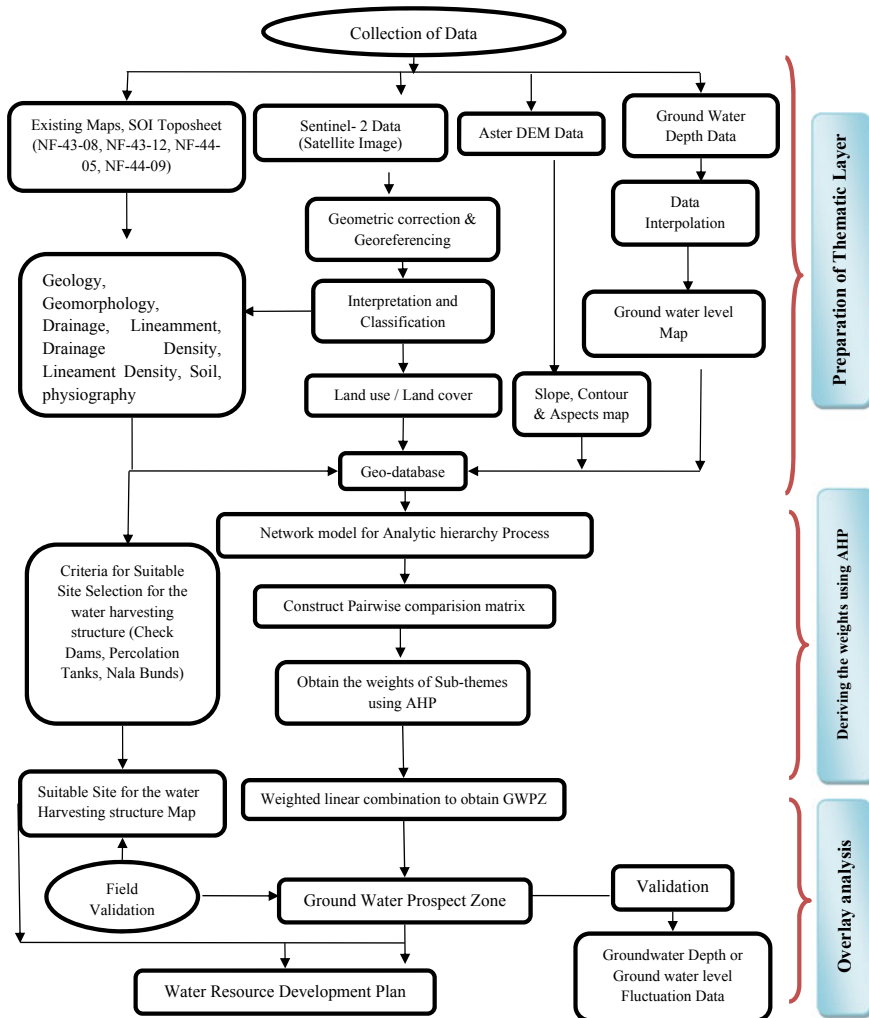 Collection of Data
Existing Maps, SOI Toposheet
(NF-43-08, NF-43-12, NF-44-
05, NF-44-09)
Sentinel- 2 Data
(Satellite Image)
Aster DEM Data
Ground Water
Depth Data
Geometric correction &
Georeferencing
Data
Interpolation
Geology,
Geomorphology,
Drainage, Lineamment,
Drainage Density,
Lineament Density, Soil,
physiography
Interpretation and
Classification
Ground water level
Map
Land use / Land cover
Slope, Contour
& Aspects map
Geo-database
Preparation of Thematic Layer
Network model for Analytic hierarchy Process
Criteria for Suitable
Site Selection for the
water harvesting
structure (Check
Dams, Percolation
Tanks, Nala Bunds)
Construct Pairwise comparision matrix
Obtain the weights of Sub-themes
using AHP
Deriving the weights using AHP
Suitable Site for the water
Harvesting structure Map
Weighted linear combination to obtain GWPZ
Field
Validation
Ground Water Prospect Zone
Validation
Groundwater Depth or
Ground water level
Fluctuation Data
Water Resource Development Plan
Overlay analysis